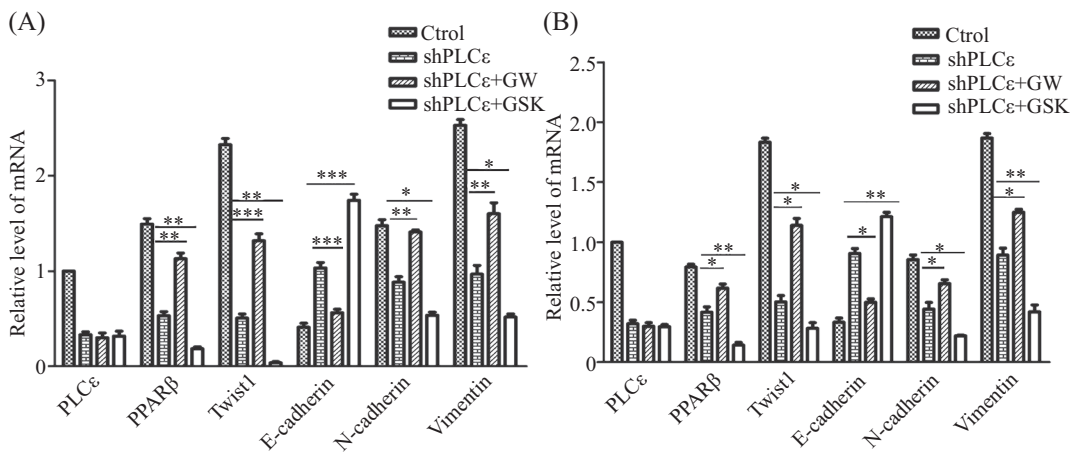 (A)
Ctrol
shPLCε
shPLCε+GW
shPLCε+GSK
Relative level of mRNA
3
2
1
0
**
**
**
***
***
***
*
**
*
**
PLCε
PPARβ
Twist1
E-cadherin
N-cadherin
Vimentin
(B)
Ctrol
shPLCε
shPLCε+GW
shPLCε+GSK
Relative level of mRNA
2.5
2.0
1.5
1.0
0.5
0
**
*
*
*
**
*
*
*
**
*
PLCε
PPARβ
Twist1
E-cadherin
N-cadherin
Vimentin